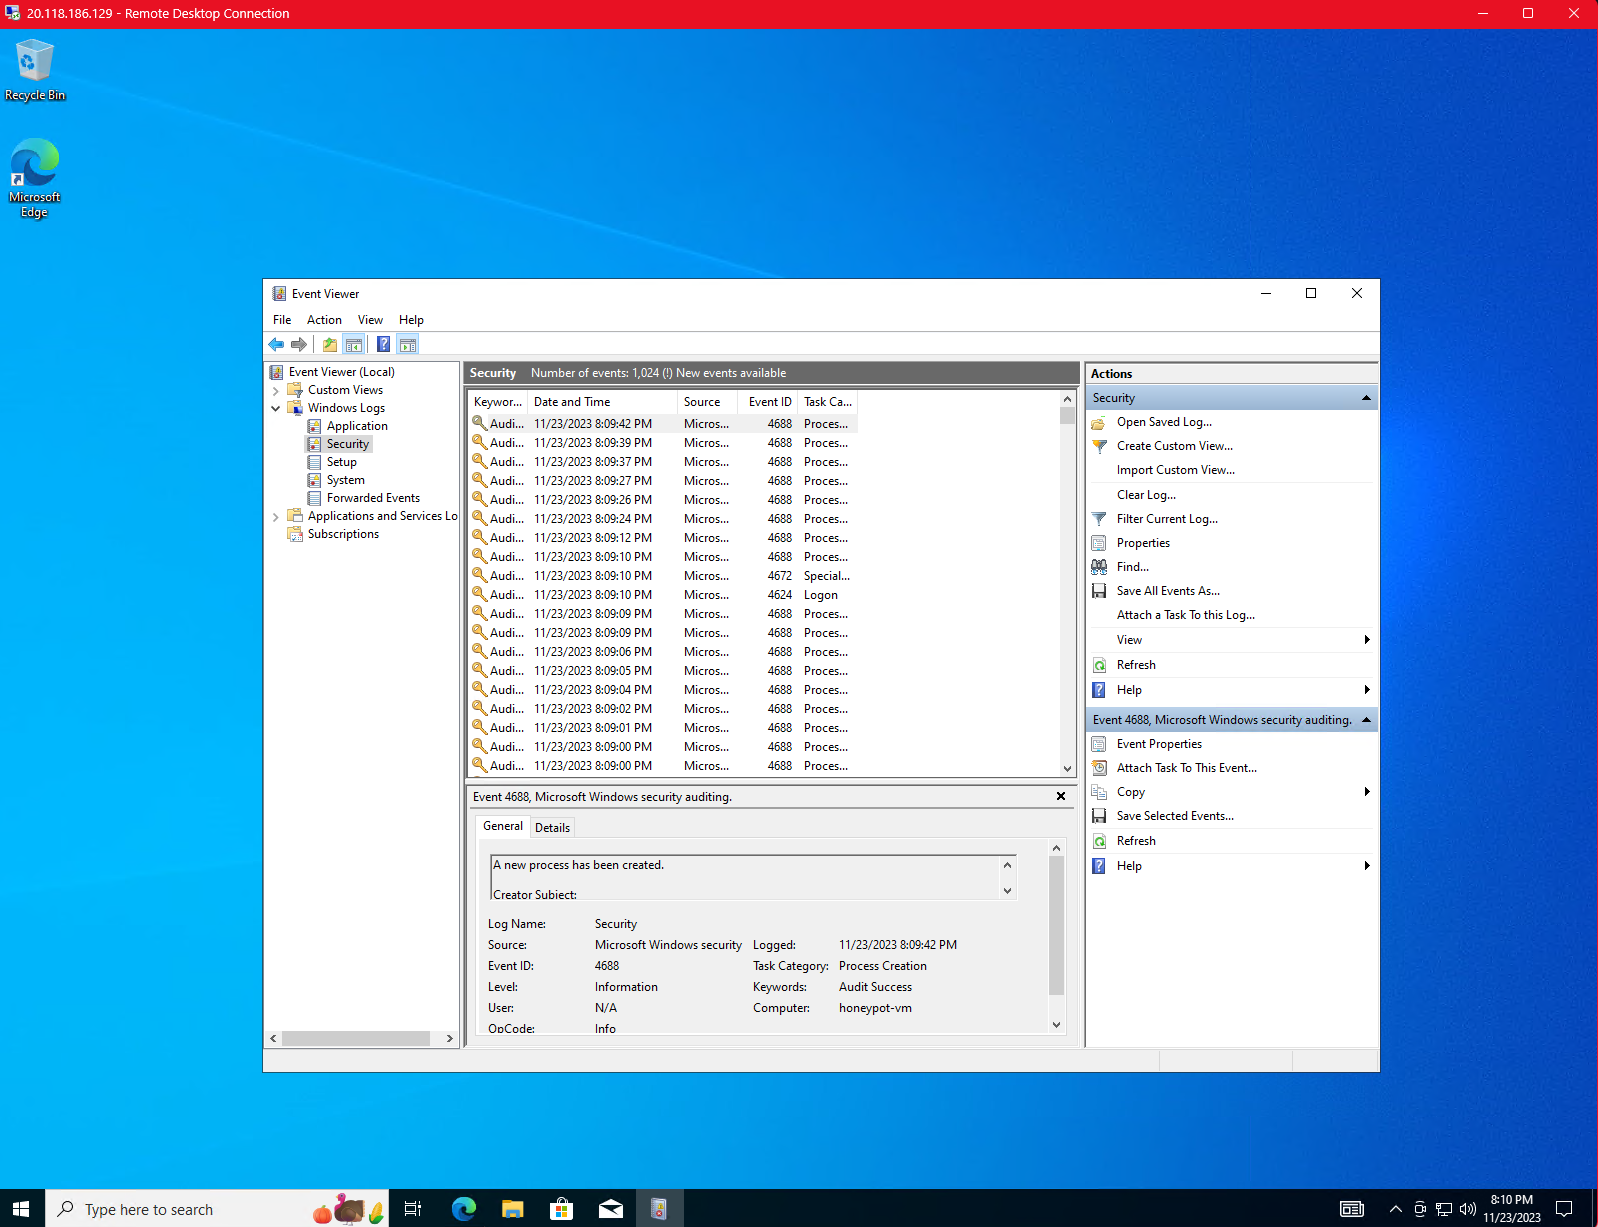 20.118.186.129 - Remote Desktop Connection
Recycle Bin
Microsoft
Edge
Event Viewer
File Action View Help
Event Viewer (Local)
Custom Views
Windows Logs
Application
Security
Setup
System
Forwarded Events
Applications and Services Lo
Subscriptions
Security Number of events: 1,024 (!) New events available
Keywor... Date and Time Source Event ID Task Ca...
Audi... 11/23/2023 8:09:42 PM Micros... 4688 Proces...
Audi... 11/23/2023 8:09:39 PM Micros... 4688 Proces...
Audi... 11/23/2023 8:09:37 PM Micros... 4688 Proces...
Audi... 11/23/2023 8:09:27 PM Micros... 4688 Proces...
Audi... 11/23/2023 8:09:26 PM Micros... 4688 Proces...
Audi... 11/23/2023 8:09:24 PM Micros... 4688 Proces...
Audi... 11/23/2023 8:09:12 PM Micros... 4688 Proces...
Audi... 11/23/2023 8:09:10 PM Micros... 4688 Proces...
Audi... 11/23/2023 8:09:10 PM Micros... 4672 Special...
Audi... 11/23/2023 8:09:10 PM Micros... 4624 Logon
Audi... 11/23/2023 8:09:09 PM Micros... 4688 Proces...
Audi... 11/23/2023 8:09:09 PM Micros... 4688 Proces...
Audi... 11/23/2023 8:09:06 PM Micros... 4688 Proces...
Audi... 11/23/2023 8:09:05 PM Micros... 4688 Proces...
Audi... 11/23/2023 8:09:04 PM Micros... 4688 Proces...
Audi... 11/23/2023 8:09:02 PM Micros... 4688 Proces...
Audi... 11/23/2023 8:09:01 PM Micros... 4688 Proces...
Audi... 11/23/2023 8:09:00 PM Micros... 4688 Proces...
Audi... 11/23/2023 8:09:00 PM Micros... 4688 Proces...
Event 4688, Microsoft Windows security auditing.
General Details
A new process has been created.
Creator Subject:
Log Name: Security
Source: Microsoft Windows security Logged: 11/23/2023 8:09:42 PM
Event ID: 4688 Task Category: Process Creation
Level: Information Keywords: Audit Success
User: N/A Computer: honeypot-vm
OpCode: Info
Actions
Security
Open Saved Log...
Create Custom View...
Import Custom View...
Clear Log...
Filter Current Log...
Properties
Find...
Save All Events As...
Attach a Task To this Log...
View
Refresh
Help
Event 4688, Microsoft Windows security auditing.
Event Properties
Attach Task To This Event...
Copy
Save Selected Events...
Refresh
Help
Type here to search
8:10 PM
11/23/2023